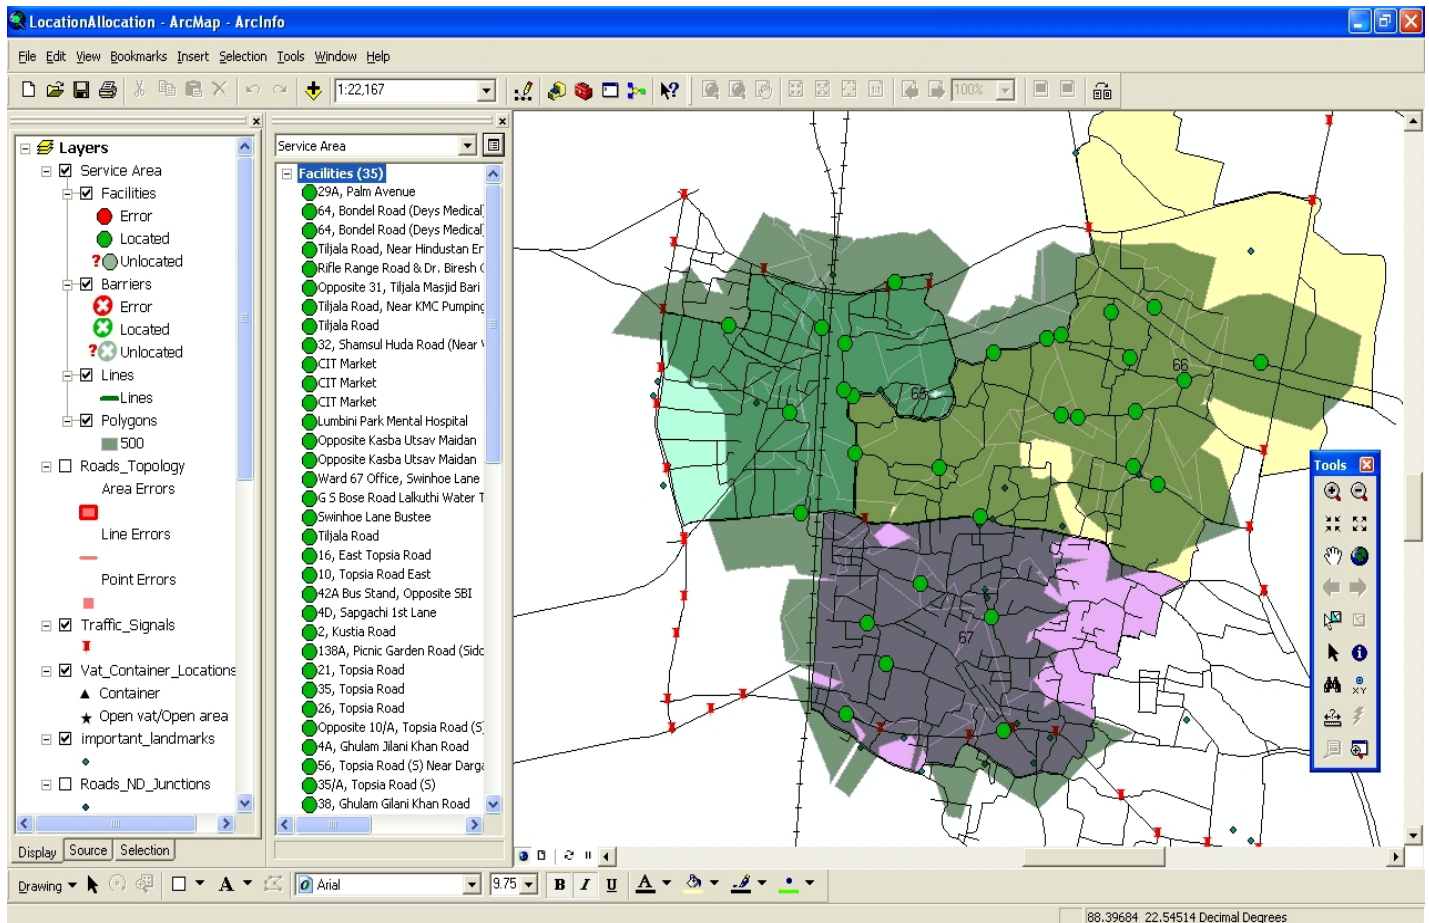 LocationAllocation - ArcMap - ArcInfo
File Edit View Bookmarks Insert Selection Tools Window Help
1:22,167
100%
Layers
Service Area
Facilities
Error
Located
Unlocated
Barriers
Error
Located
Unlocated
Lines
Lines
Polygons
500
Roads_Topology
Area Errors
Line Errors
Point Errors
Traffic_Signals
Vat_Container_Locations
Container
Open vat/Open area
important_landmarks
Roads_ND_Junctions
Display Source Selection
Service Area
Facilities (35)
29A, Palm Avenue
64, Bondel Road (Deys Medical)
64, Bondel Road (Deys Medical)
Tiljala Road, Near Hindustan
Rifle Range Road & Dr. Biresh
Opposite 31, Tiljala Masjid Bari
Tiljala Road, Near KMC Pumping
Tiljala Road
32, Shamsul Huda Road (Near
CIT Market
CIT Market
CIT Market
Lumbini Park Mental Hospital
Opposite Kasba Utsav Maidan
Opposite Kasba Utsav Maidan
Ward 67 Office, Swinhoe Lane
G S Bose Road Lalkuthi Water
Swinhoe Lane Bustee
Tiljala Road
16, East Topsia Road
10, Topsia Road East
42A Bus Stand, Opposite SBI
4D, Sapgachi 1st Lane
2, Kustia Road
138A, Picnic Garden Road
21, Topsia Road
35, Topsia Road
26, Topsia Road
Opposite 10/A, Topsia Road (S)
4A, Ghulam Jilani Khan Road
56, Topsia Road (S) Near
35/A, Topsia Road (S)
38, Ghulam Gilani Khan Road
66
65
67
Tools
XY
Drawing A Arial 9.75 B I U A
88.39684 22.54514 Decimal Degrees